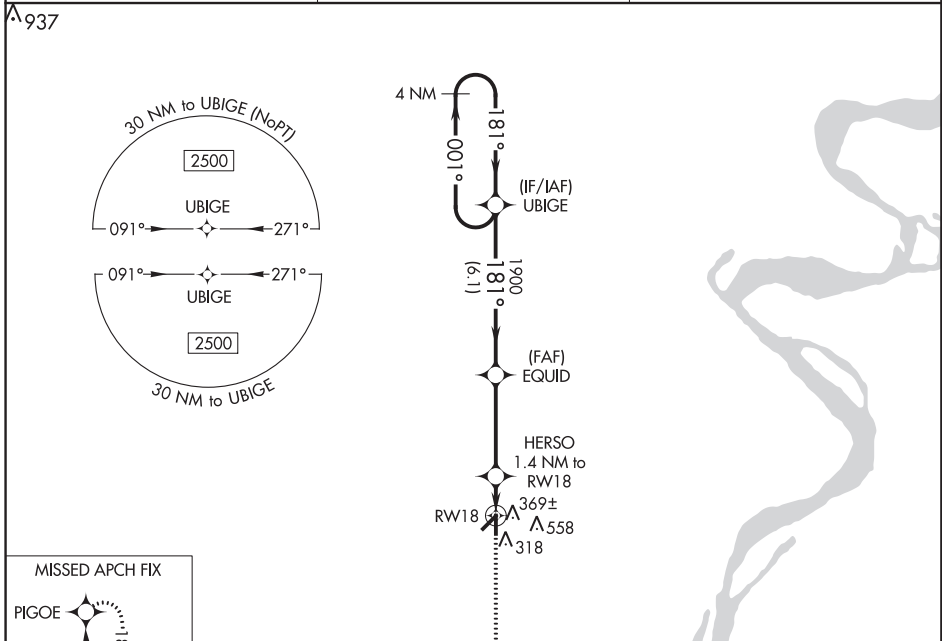 937
30 NM to UBIGE (NoPT)
2500
UBIGE
091°
271°
091°
271°
UBIGE
2500
30 NM to UBIGE
4 NM
181°
001°
(IF/IAF)
UBIGE
1900
181°
(6.1)
(FAF)
EQUID
HERSO
1.4 NM to
RW18
RW18
369±
558
318
MISSED APCH FIX
PIGOE